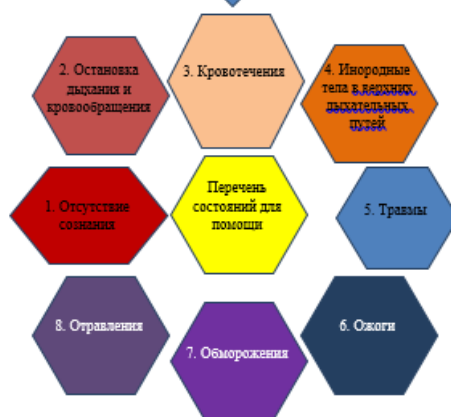 2. Остановка
дыхания и
кровообращения
3. Кровотечения
4. Инородные
тела в верхних
дыхательных
путей
1. Отсутствие
сознания
Перечень
состояний для
помощи
5. Травмы
8. Отравления
7. Обморожения
6. Ожоги